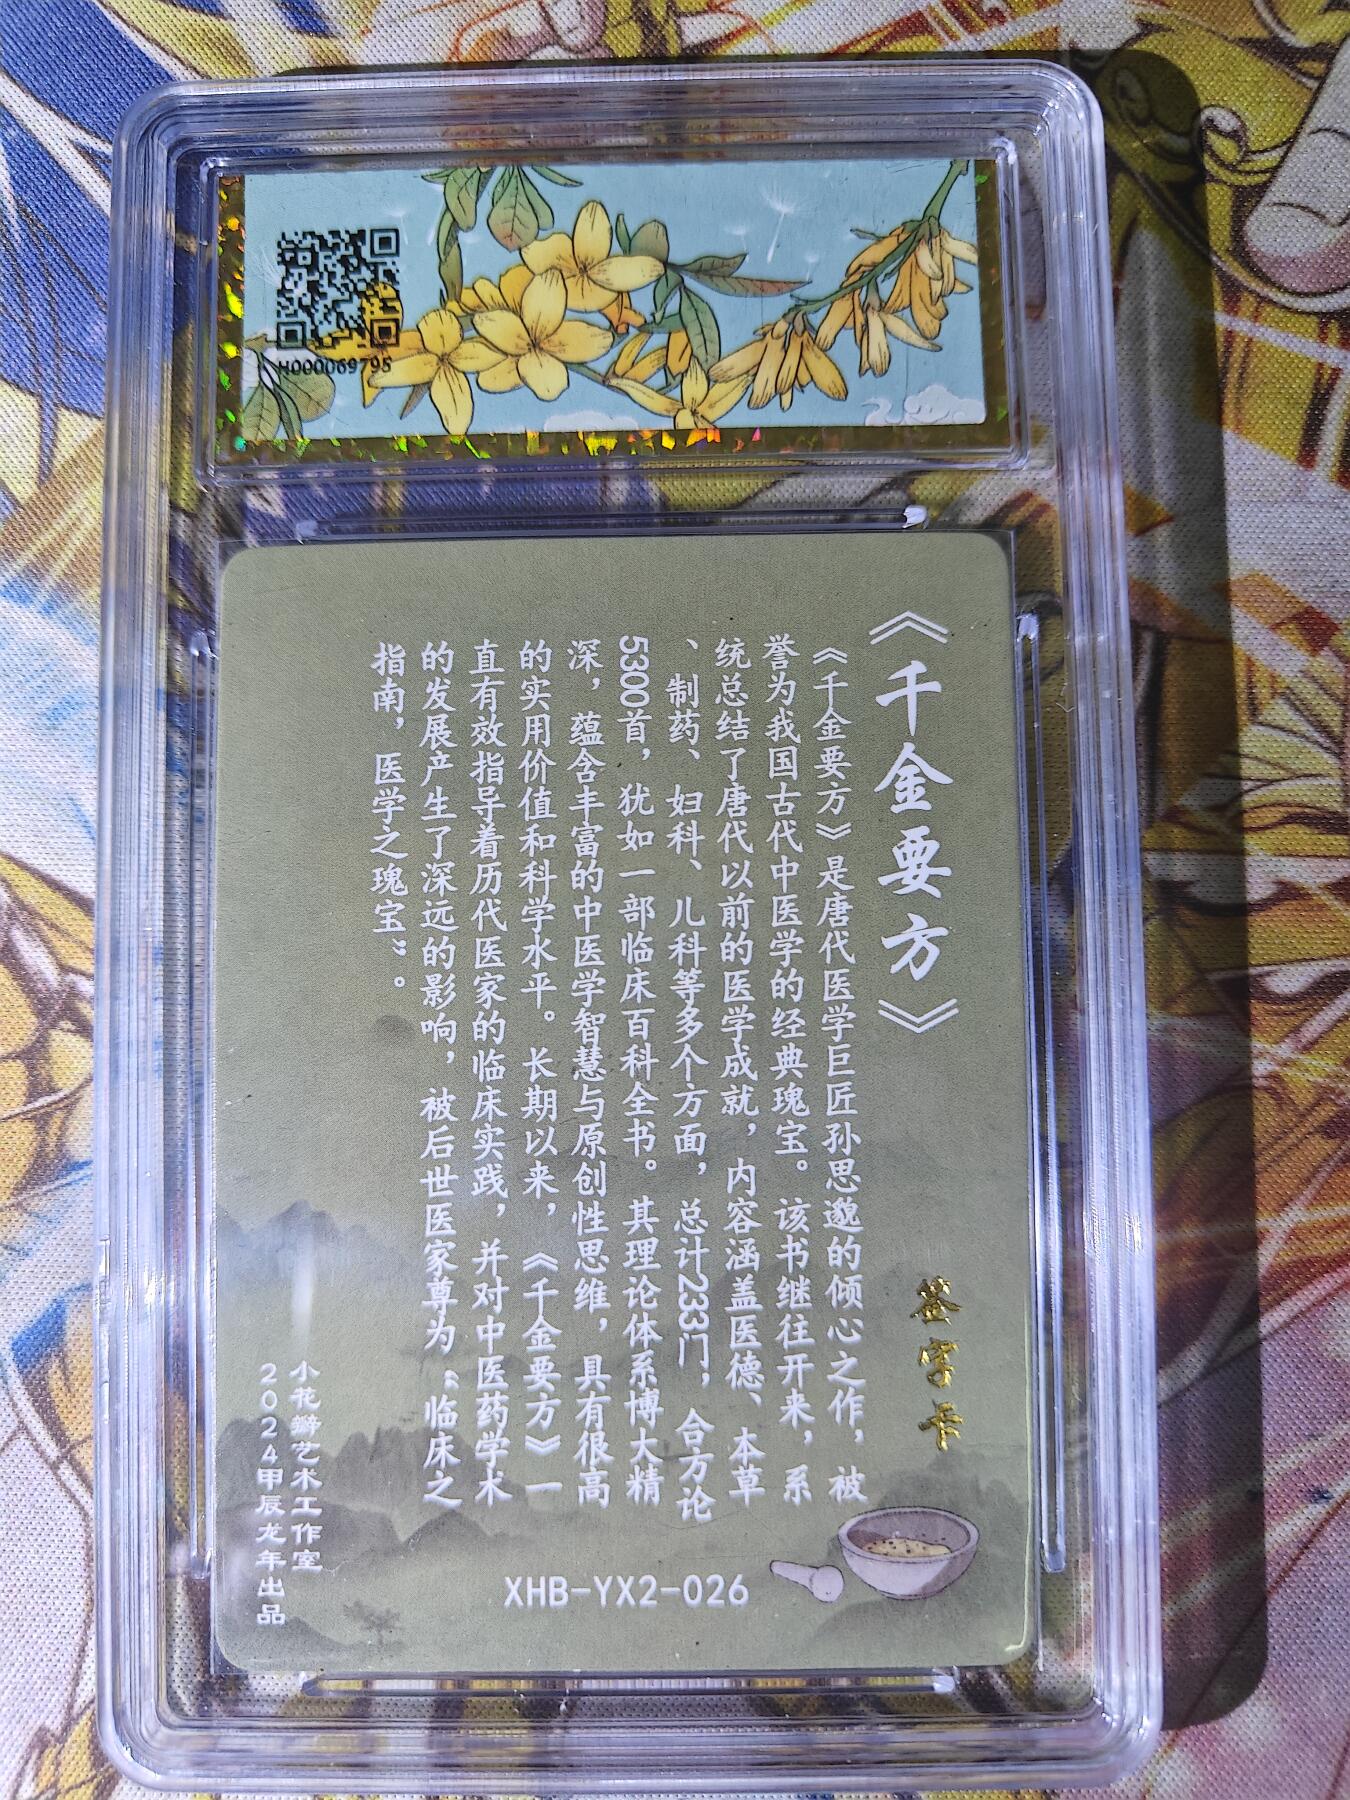 H000069795
《千金要方》
《千金要方》是唐代医学巨匠孙思邈的倾心之作，被
誉为我国古代中医学的经典瑰宝。该书继往开来，系
统总结了唐代以前的医学成就，内容涵盖医德、本草
、制药、妇科、儿科等多个方面，总计233门，合方论
5300首，犹如一部临床百科全书。其理论体系博大精
深，蕴含丰富的中医学智慧与原创性思维，具有很高
的实用价值和科学水平。长期以来，《千金要方》一
直有效指导着历代医家的临床实践，并对中医药学术
的发展产生了深远的影响，被后世医家尊为“临床之
指南，医学之瑰宝”。
签字卡
小花瓣艺术工作室
2024甲辰龙年出品
XHB-YX2-026